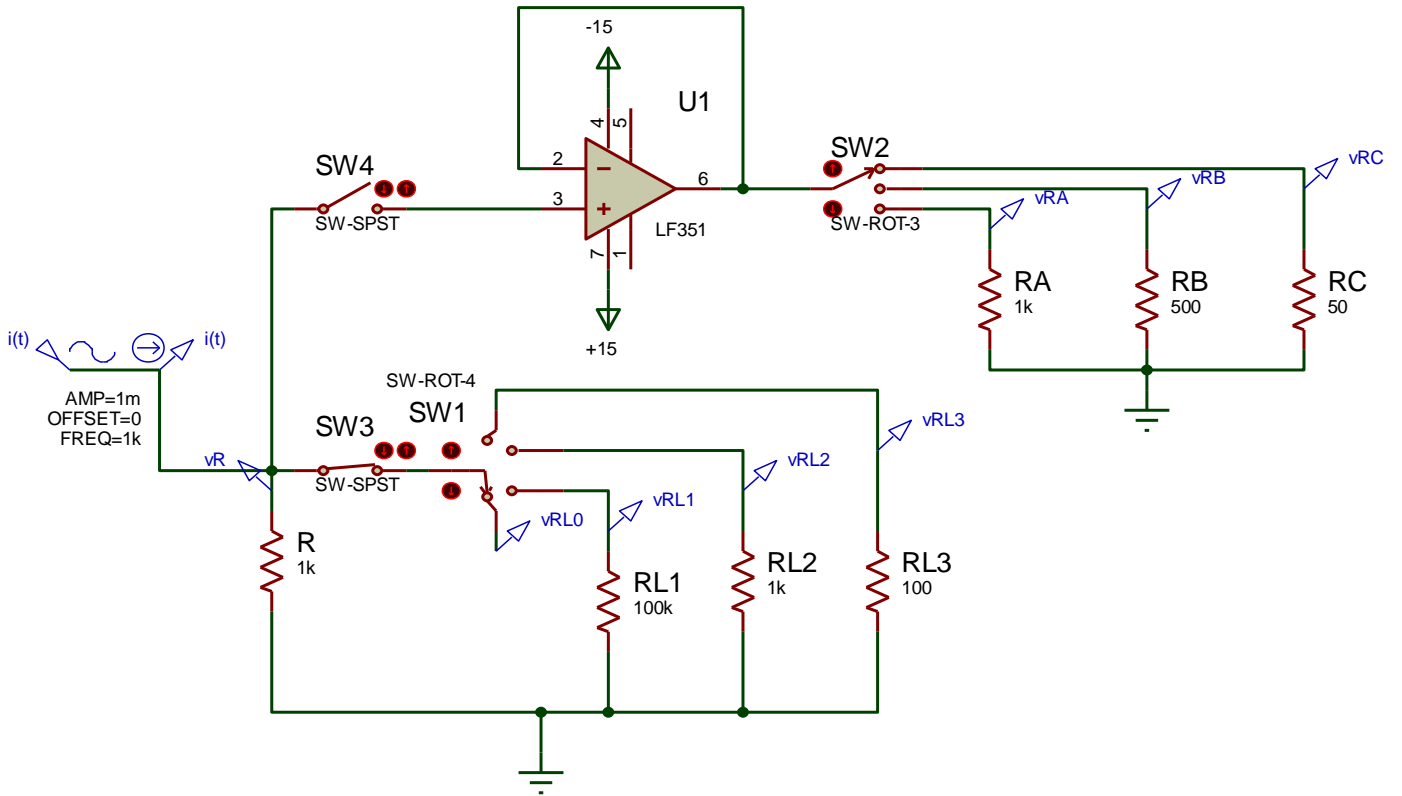 -15
U1
4
5
2
6
3
7
1
LF351
SW4
SW-SPST
SW2
SW-ROT-3
vRC
vRB
vRA
RA
1k
RB
500
RC
50
+15
i(t)
i(t)
AMP=1m
OFFSET=0
FREQ=1k
SW-ROT-4
SW1
SW3
SW-SPST
vR
vRL3
vRL2
vRL1
vRL0
R
1k
RL1
100k
RL2
1k
RL3
100